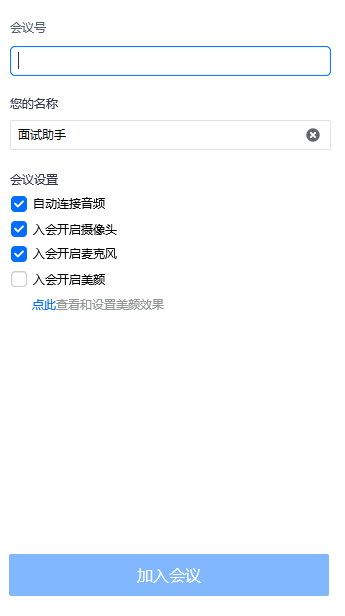 会议号
您的名称
面试助手
会议设置
自动连接音频
入会开启摄像头
入会开启麦克风
入会开启美颜
点此查看和设置美颜效果
加入会议